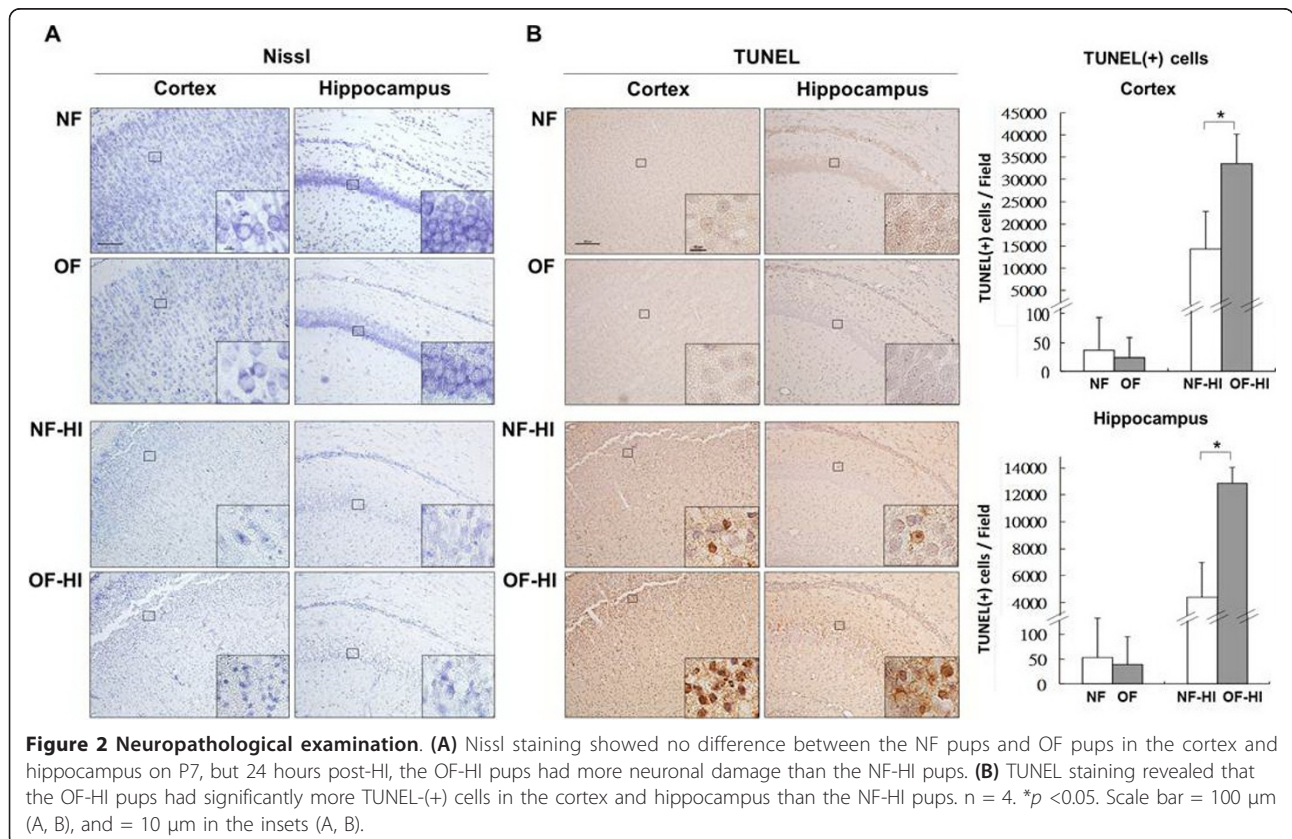 A
B
Nissl
TUNEL
TUNEL(+) cells
Cortex Hippocampus
Cortex Hippocampus
Cortex
NF
NF
OF
OF
NF-HI
NF-HI
OF-HI
OF-HI
TUNEL(+) cells / Field
45000
40000
35000
30000
25000
20000
15000
10000
5000
100
50
0
*
NF OF NF-HI OF-HI
Hippocampus
TUNEL(+) cells / Field
14000
12000
10000
8000
6000
4000
100
50
0
*
NF OF NF-HI OF-HI
Figure 2 Neuropathological examination. (A) Nissl staining showed no difference between the NF pups and OF pups in the cortex and
hippocampus on P7, but 24 hours post-HI, the OF-HI pups had more neuronal damage than the NF-HI pups. (B) TUNEL staining revealed that
the OF-HI pups had significantly more TUNEL-(+) cells in the cortex and hippocampus than the NF-HI pups. n = 4. *p <0.05. Scale bar = 100 μm
(A, B), and = 10 μm in the insets (A, B).